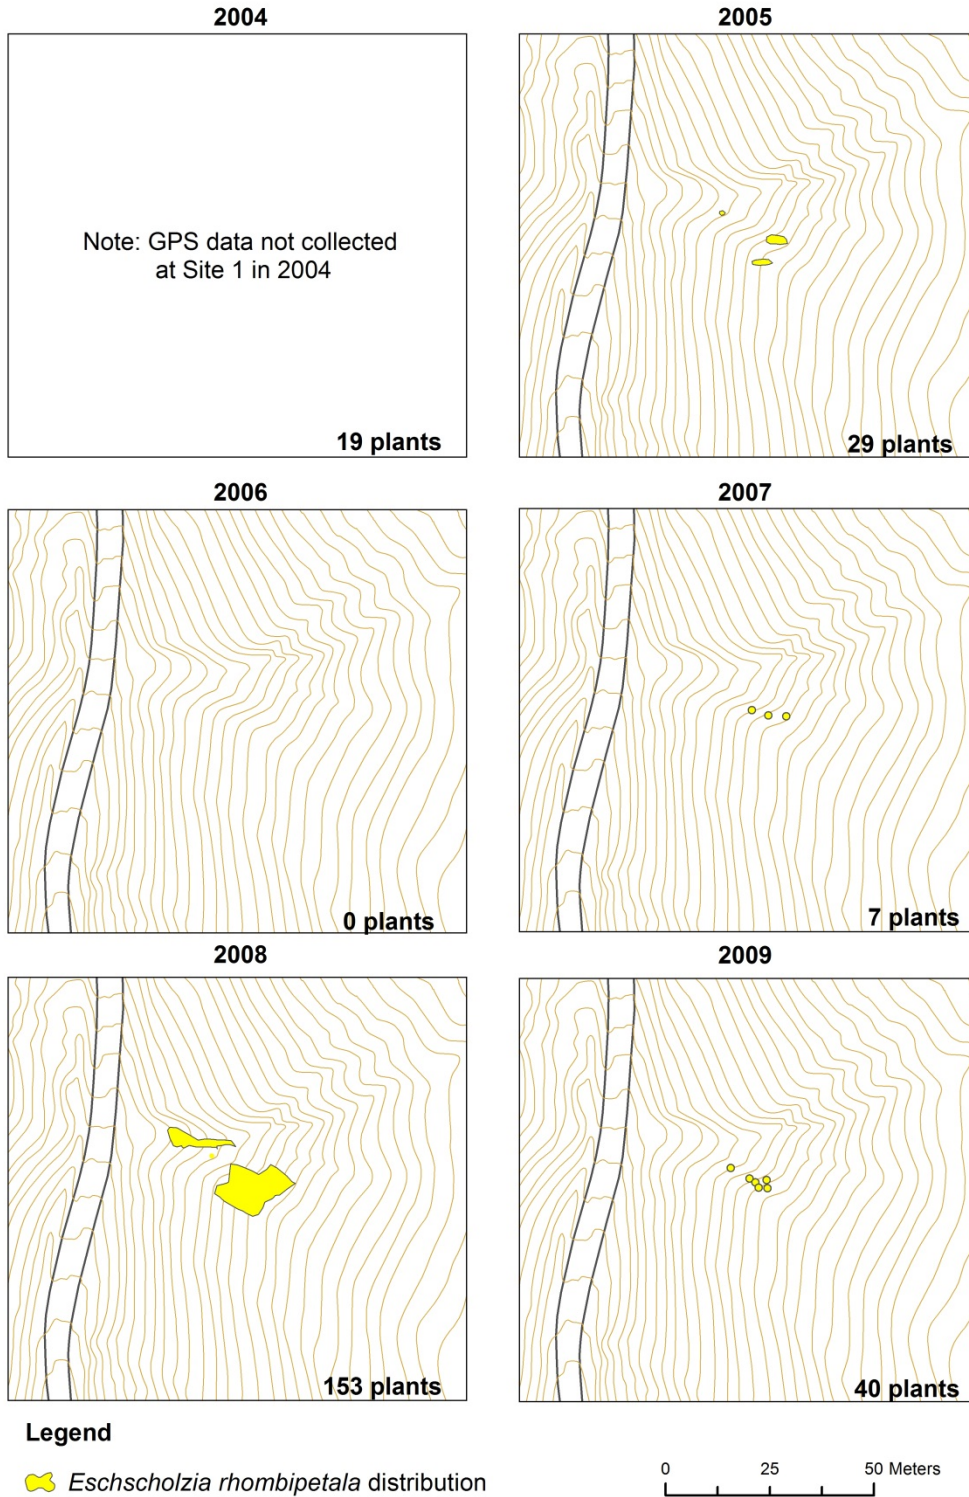 2004
2005
Note: GPS data not collected
at Site 1 in 2004
19 plants
29 plants
2006
2007
0 plants
7 plants
2008
2009
153 plants
40 plants
Legend
Eschscholzia rhombipetala distribution
0 25 50 Meters